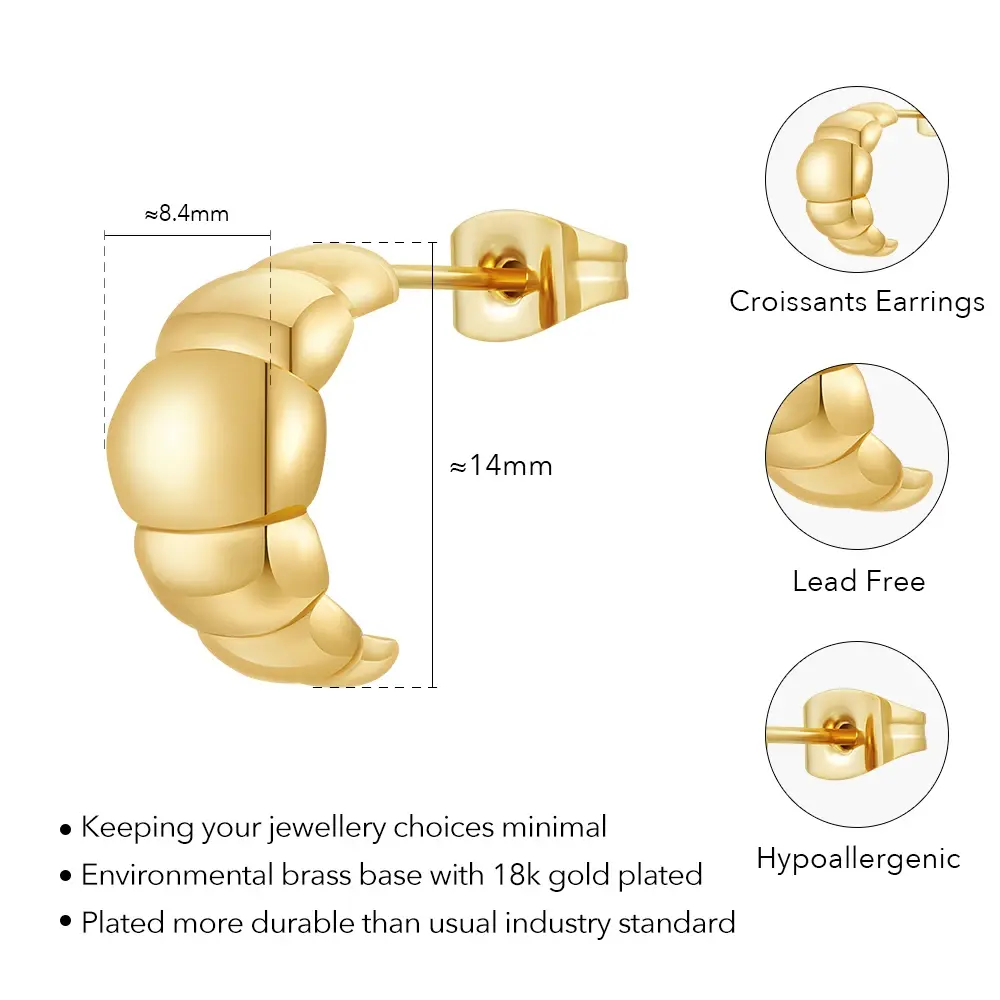 ≈8.4mm
≈14mm
Croissants Earrings
Lead Free
Hypoallergenic
• Keeping your jewellery choices minimal
• Environmental brass base with 18k gold plated
• Plated more durable than usual industry standard